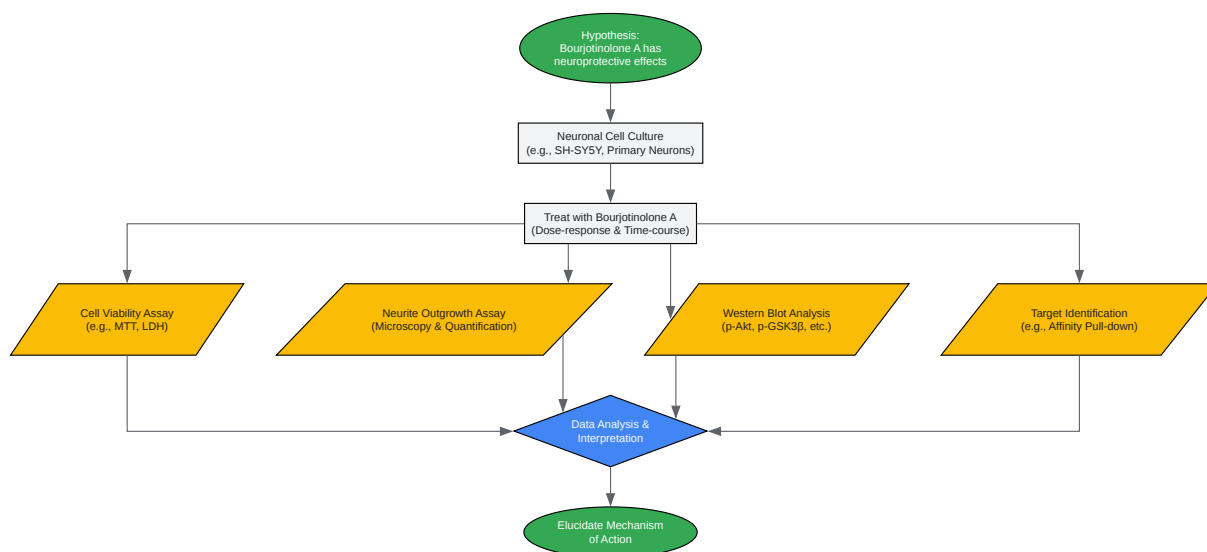 Hypothesis:
Bourjotinolone A has
neuroprotective effects
Neuronal Cell Culture
(e.g., SH-SY5Y, Primary Neurons)
Treat with Bourjotinolone A
(Dose-response & Time-course)
Cell Viability Assay
(e.g., MTT, LDH)
Neurite Outgrowth Assay
(Microscopy & Quantification)
Western Blot Analysis
(p-Akt, p-GSK3β, etc.)
Target Identification
(e.g., Affinity Pull-down)
Data Analysis &
Interpretation
Elucidate Mechanism
of Action